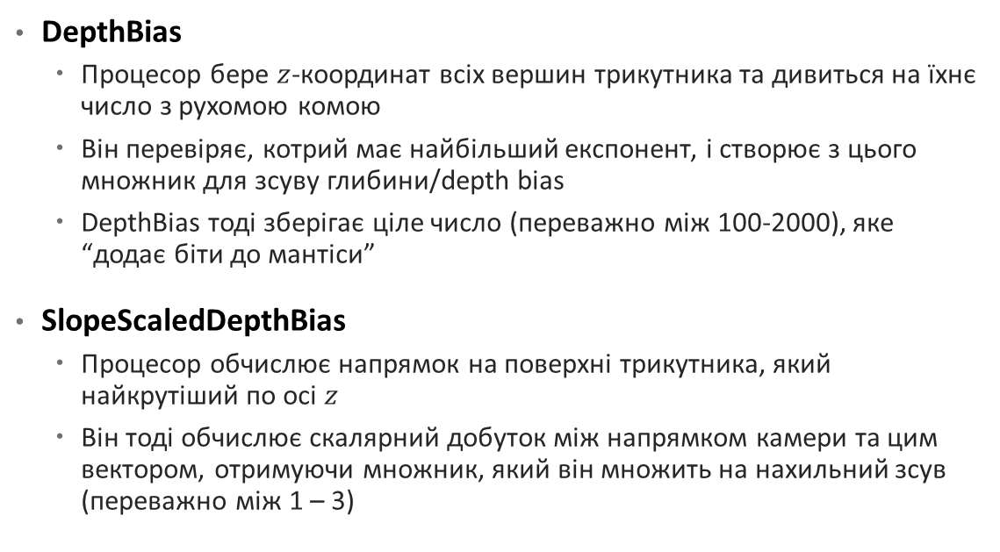 • DepthBias
• Процесор бере z-координат всіх вершин трикутника та дивиться на їхнє
число з рухомою комою
• Він перевіряє, котрий має найбільший експонент, і створює з цього
множник для зсуву глибини/depth bias
• DepthBias тоді зберігає ціле число (переважно між 100-2000), яке
“додає біти до мантіси”
• SlopeScaledDepthBias
• Процесор обчислює напрямок на поверхні трикутника, який
найкрутіший по осі z
• Він тоді обчислює скалярний добуток між напрямком камери та цим
вектором, отримуючи множник, який він множить на нахильний зсув
(переважно між 1 – 3)